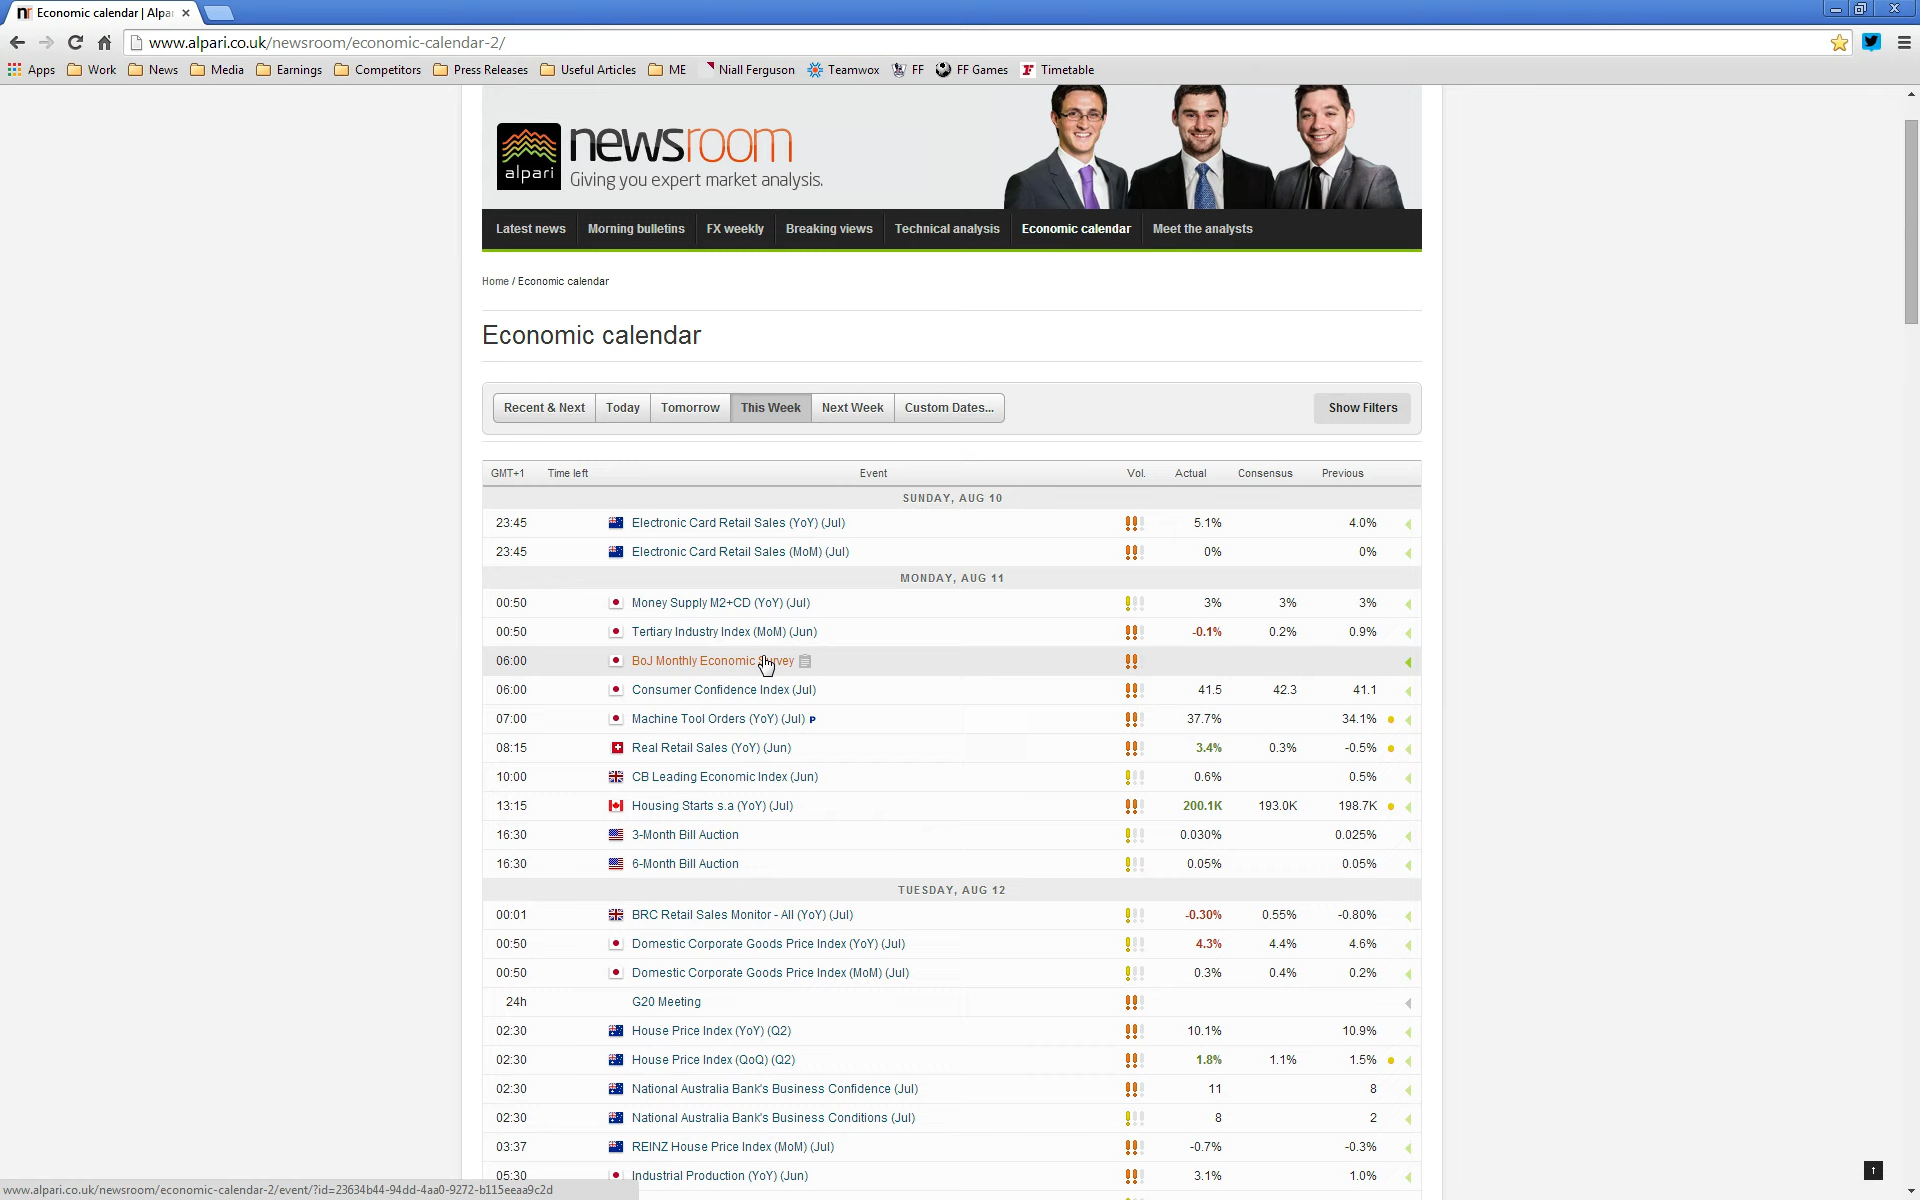 Economic calendar | Alpa
www.alpari.co.uk/newsroom/economic-calendar-2/
Apps Work News Media Earnings Competitors Press Releases Useful Articles ME Niall Ferguson Teamwox FF FF Games Timetable
alpari
newsroom
Giving you expert market analysis.
Latest news Morning bulletins FX weekly Breaking views Technical analysis Economic calendar Meet the analysts
Home / Economic calendar
Economic calendar
Recent & Next Today Tomorrow This Week Next Week Custom Dates... Show Filters
GMT+1 Time left Event Vol. Actual Consensus Previous
SUNDAY, AUG 10
23:45 Electronic Card Retail Sales (YoY) (Jul) 5.1% 4.0%
23:45 Electronic Card Retail Sales (MoM) (Jul) 0% 0%
MONDAY, AUG 11
00:50 Money Supply M2+CD (YoY) (Jul) 3% 3% 3%
00:50 Tertiary Industry Index (MoM) (Jun) -0.1% 0.2% 0.9%
06:00 BoJ Monthly Economic Survey
06:00 Consumer Confidence Index (Jul) 41.5 42.3 41.1
07:00 Machine Tool Orders (YoY) (Jul) P 37.7% 34.1%
08:15 Real Retail Sales (YoY) (Jun) 3.4% 0.3% -0.5%
10:00 CB Leading Economic Index (Jun) 0.6% 0.5%
13:15 Housing Starts s.a (YoY) (Jul) 200.1K 193.0K 198.7K
16:30 3-Month Bill Auction 0.030% 0.025%
16:30 6-Month Bill Auction 0.05% 0.05%
TUESDAY, AUG 12
00:01 BRC Retail Sales Monitor - All (YoY) (Jul) -0.30% 0.55% -0.80%
00:50 Domestic Corporate Goods Price Index (YoY) (Jul) 4.3% 4.4% 4.6%
00:50 Domestic Corporate Goods Price Index (MoM) (Jul) 0.3% 0.4% 0.2%
24h G20 Meeting
02:30 House Price Index (YoY) (Q2) 10.1% 10.9%
02:30 House Price Index (QoQ) (Q2) 1.8% 1.1% 1.5%
02:30 National Australia Bank's Business Confidence (Jul) 11 8
02:30 National Australia Bank's Business Conditions (Jul) 8 2
03:37 REINZ House Price Index (MoM) (Jul) -0.7% -0.3%
05:30 Industrial Production (YoY) (Jun) 3.1% 1.0%
www.alpari.co.uk/newsroom/economic-calendar-2/event/?id=23634b44-94dd-4aa0-9272-b115eeaa9c2d